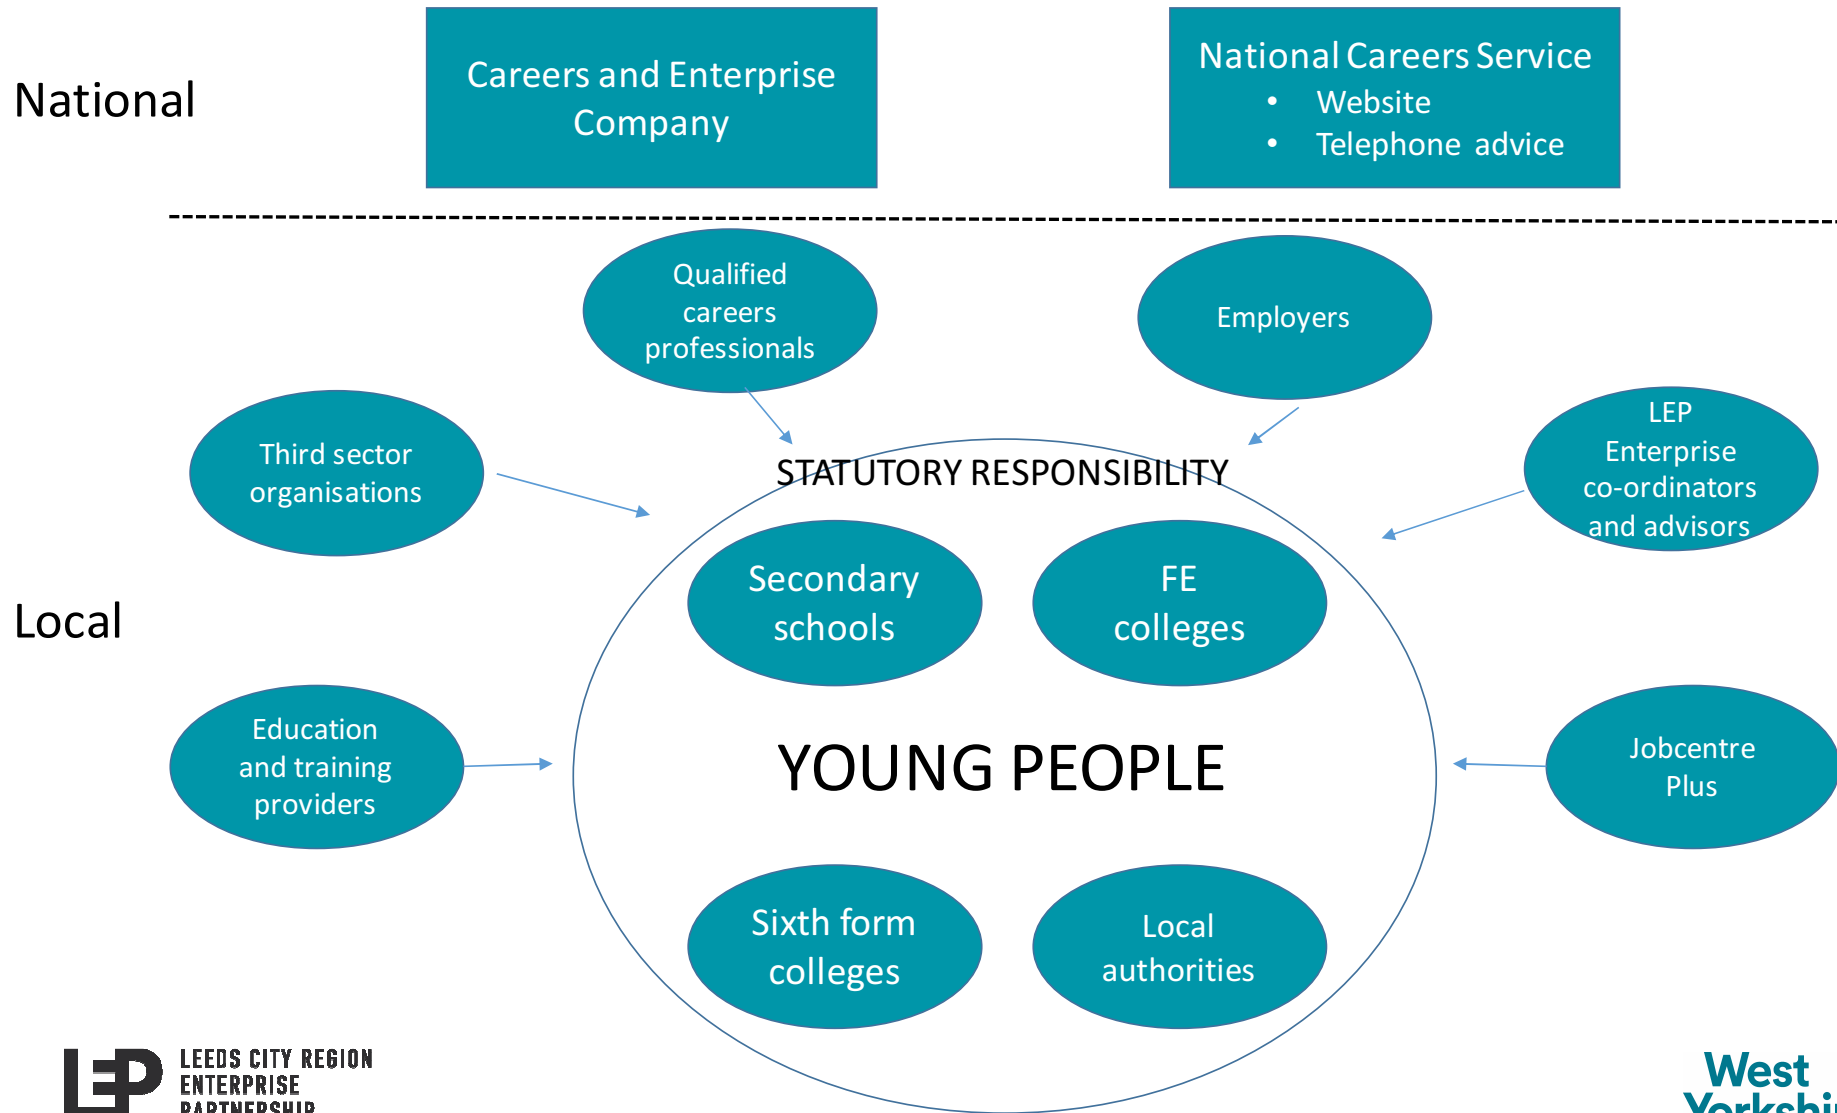 National
Careers and Enterprise
Company
National Careers Service
• Website
• Telephone advice
Qualified
careers
professionals
Employers
Third sector
organisations
LEP
Enterprise
co-ordinators
and advisors
STATUTORY RESPONSIBILITY
Secondary
schools
FE
colleges
Local
Education
and training
providers
YOUNG PEOPLE
Jobcentre
Plus
Sixth form
colleges
Local
authorities
LEP
LEEDS CITY REGION
ENTERPRISE
PARTNERSHIP
West